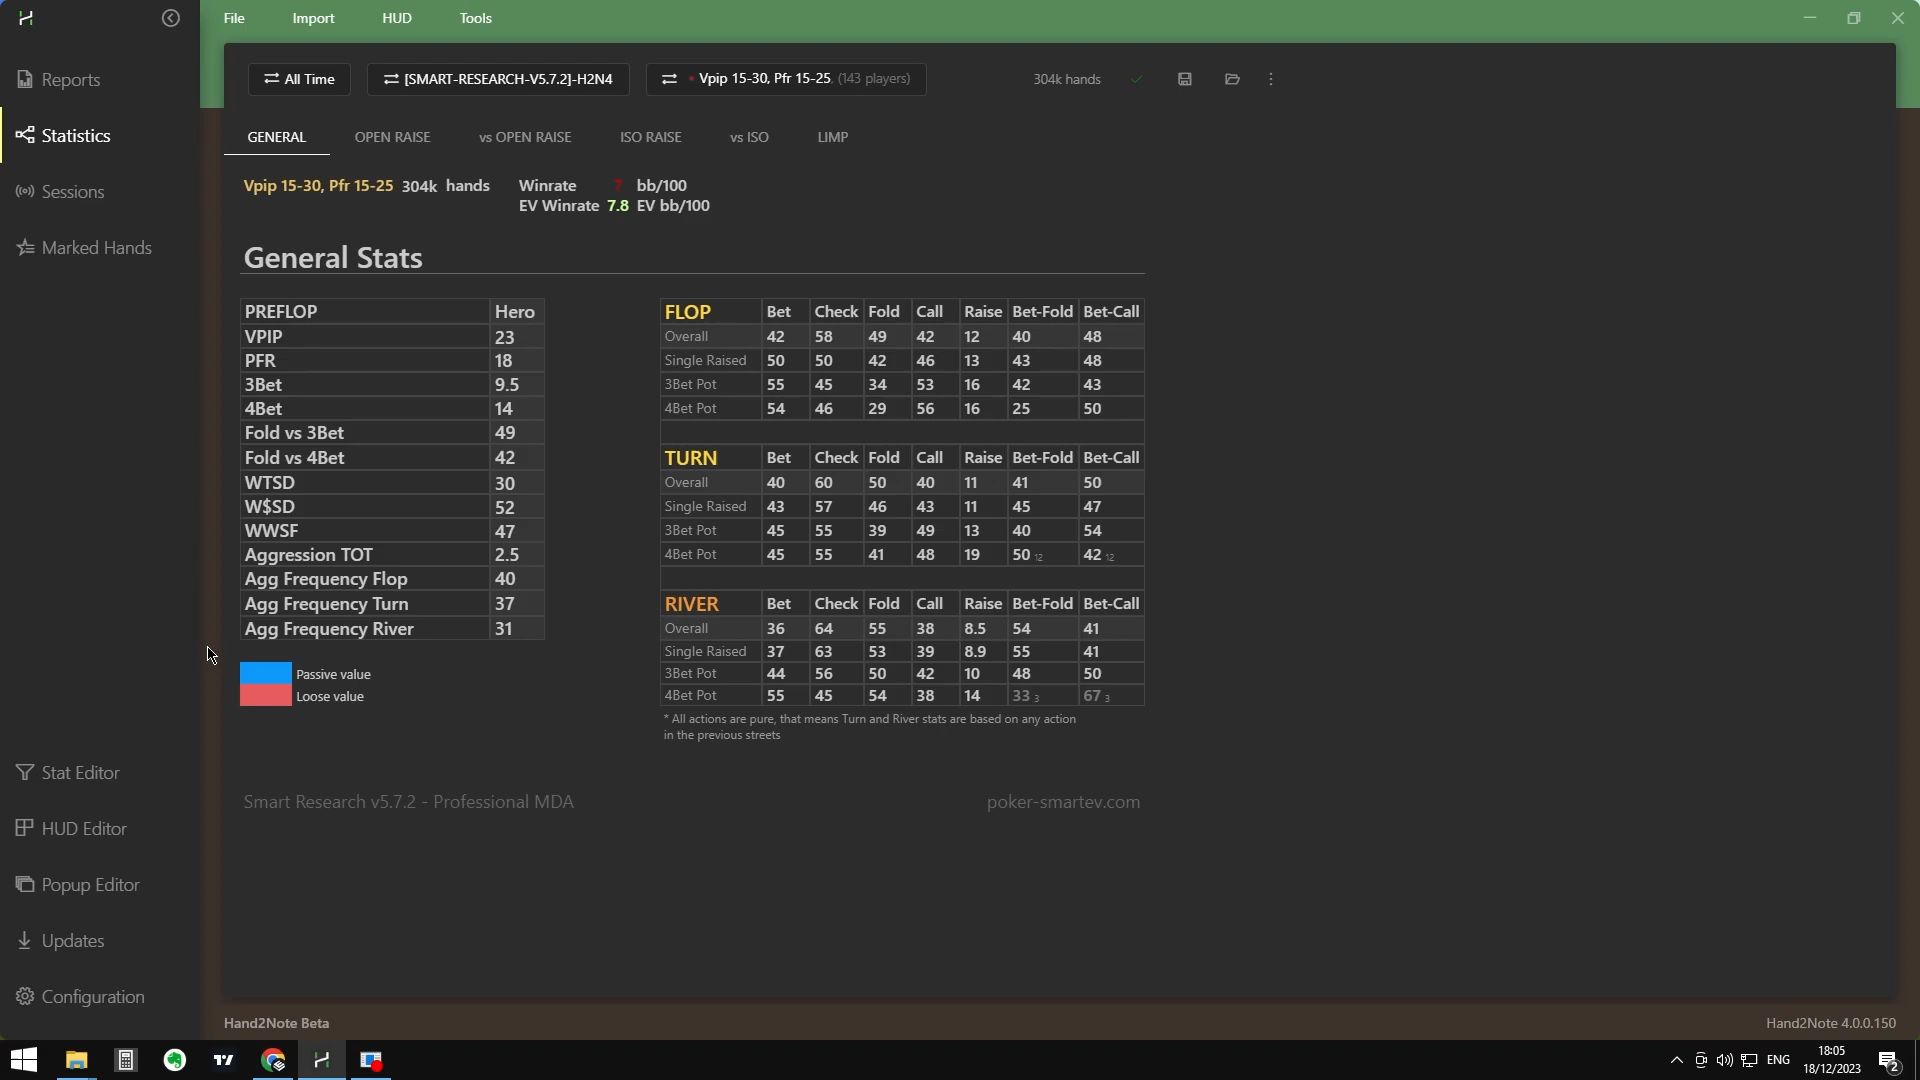 File Import HUD Tools
Reports
Statistics
Sessions
Marked Hands
Stat Editor
HUD Editor
Popup Editor
Updates
Configuration
All Time [SMART-RESEARCH-V5.7.2]-H2N4 Vpip 15-30, Pfr 15-25 (143 players) 304k hands
GENERAL OPEN RAISE vs OPEN RAISE ISO RAISE vs ISO LIMP
Vpip 15-30, Pfr 15-25 304k hands Winrate 7 bb/100
EV Winrate 7.8 EV bb/100
General Stats
PREFLOP Hero
VPIP 23
PFR 18
3Bet 9.5
4Bet 14
Fold vs 3Bet 49
Fold vs 4Bet 42
WTSD 30
W$SD 52
WWSF 47
Aggression TOT 2.5
Agg Frequency Flop 40
Agg Frequency Turn 37
Agg Frequency River 31
Passive value
Loose value
FLOP Bet Check Fold Call Raise Bet-Fold Bet-Call
Overall 42 58 49 42 12 40 48
Single Raised 50 50 42 46 13 43 48
3Bet Pot 55 45 34 53 16 42 43
4Bet Pot 54 46 29 56 16 25 50
TURN Bet Check Fold Call Raise Bet-Fold Bet-Call
Overall 40 60 50 40 11 41 50
Single Raised 43 57 46 43 11 45 47
3Bet Pot 45 55 39 49 13 40 54
4Bet Pot 45 55 41 48 19 50 12 42 12
RIVER Bet Check Fold Call Raise Bet-Fold Bet-Call
Overall 36 64 55 38 8.5 54 41
Single Raised 37 63 53 39 8.9 55 41
3Bet Pot 44 56 50 42 10 48 50
4Bet Pot 55 45 54 38 14 33 3 67 3
* All actions are pure, that means Turn and River stats are based on any action
in the previous streets
Smart Research v5.7.2 - Professional MDA poker-smartev.com
Hand2Note Beta Hand2Note 4.0.0.150
ENG
18:05
18/12/2023
2